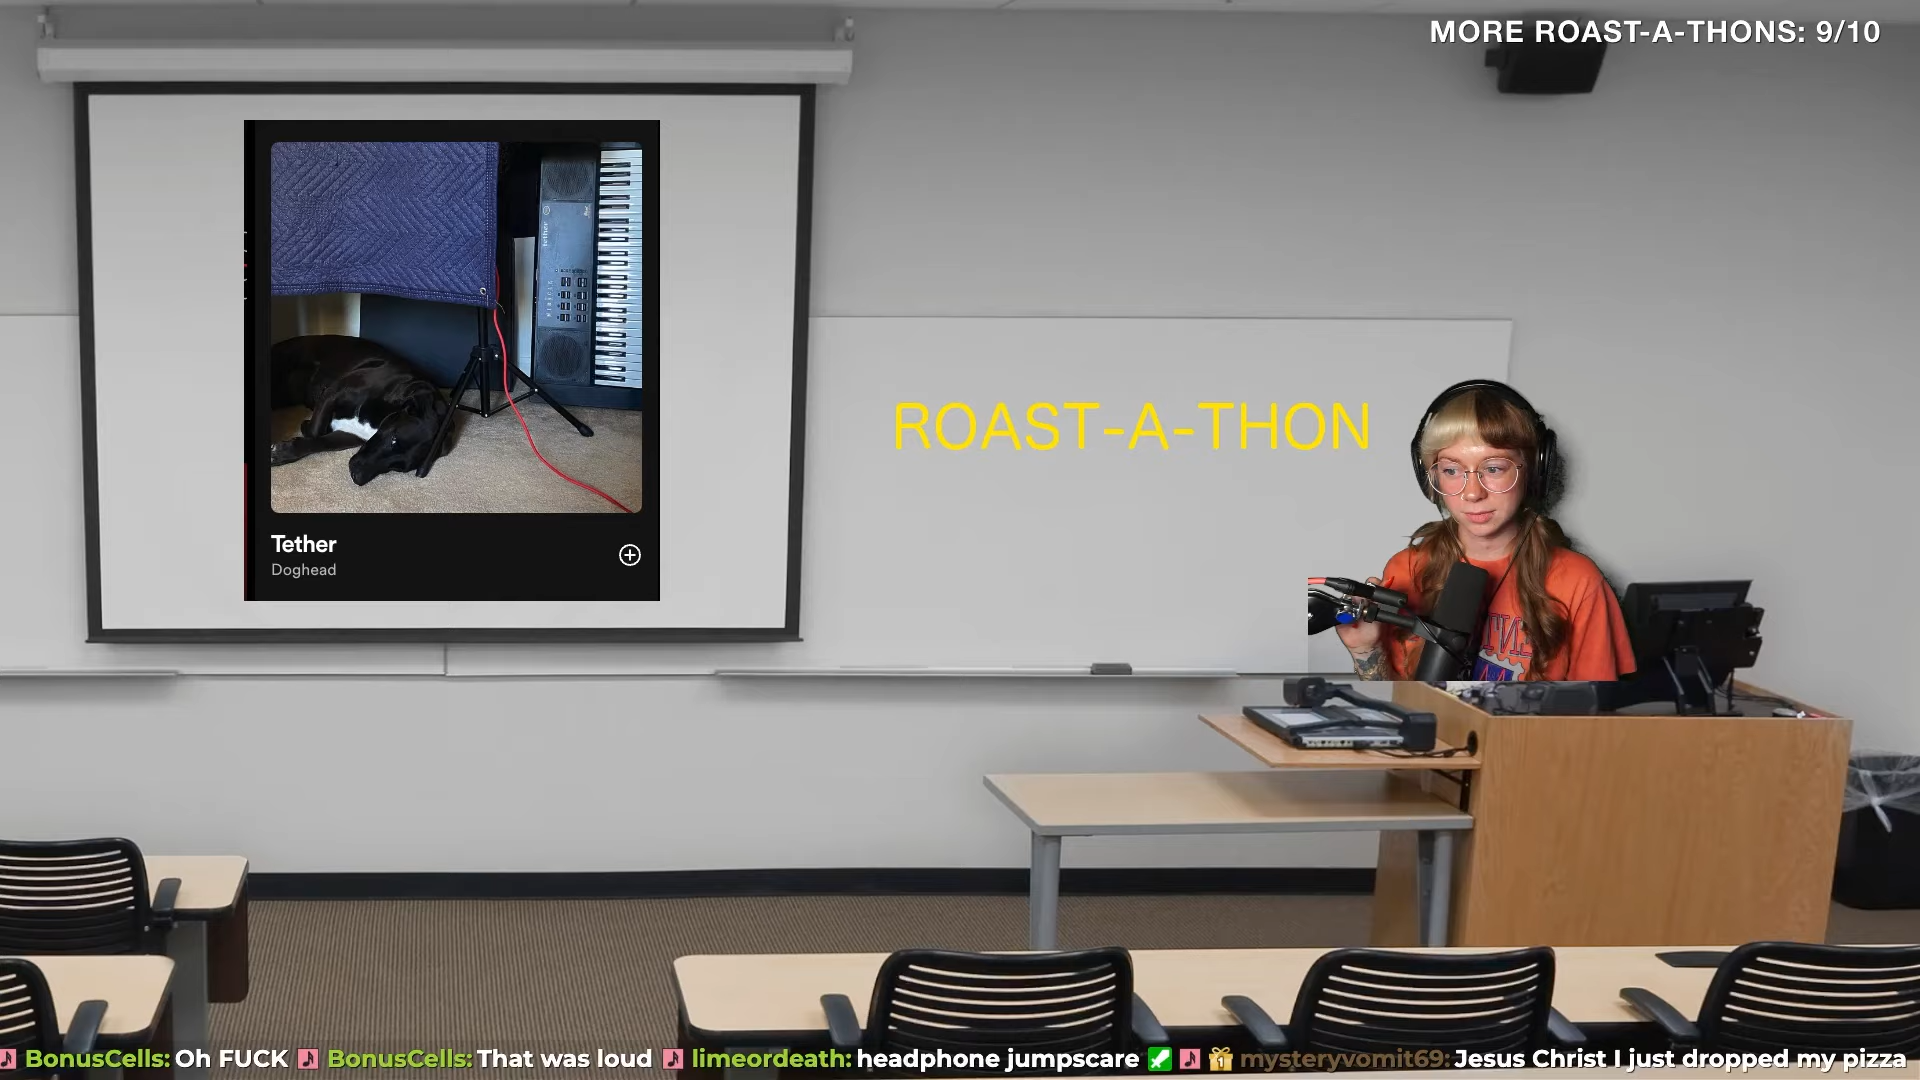 MORE ROAST-A-THONS: 9/10
ROAST-A-THON
Tether
Doghead
BonusCells: Oh FUCK BonusCells: That was loud limeordeath: headphone jumpscare 1 mysteryvomit69: Jesus Christ I just dropped my pizza